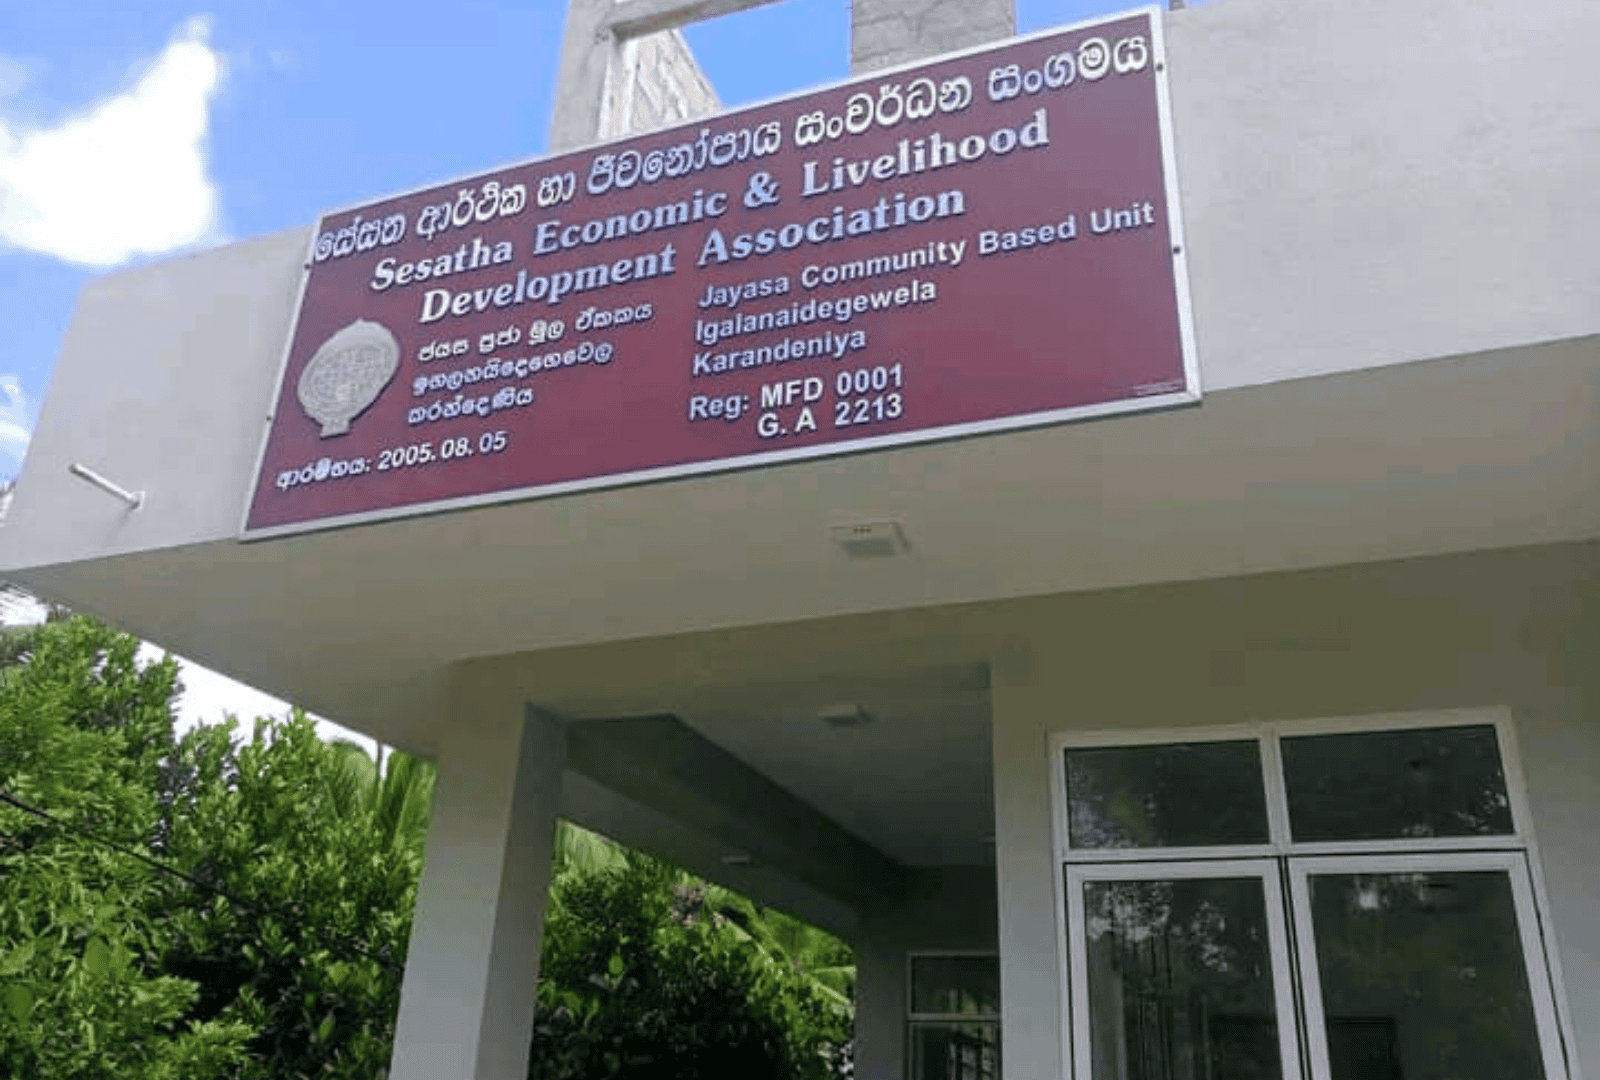 සේසත ආර්ථික හා ජීවනෝපාය සංවර්ධන සංගමය
Sesatha Economic & Livelihood
Development Association
ජයස ප්‍රජා මූල ඒකකය
ඉහලනයිදෙගෙවෙල
කරන්දෙණිය
ආරම්භය: 2005.08.05
Jayasa Community Based Unit
Igalanaidegewela
Karandeniya
Reg: MFD 0001
G. A 2213